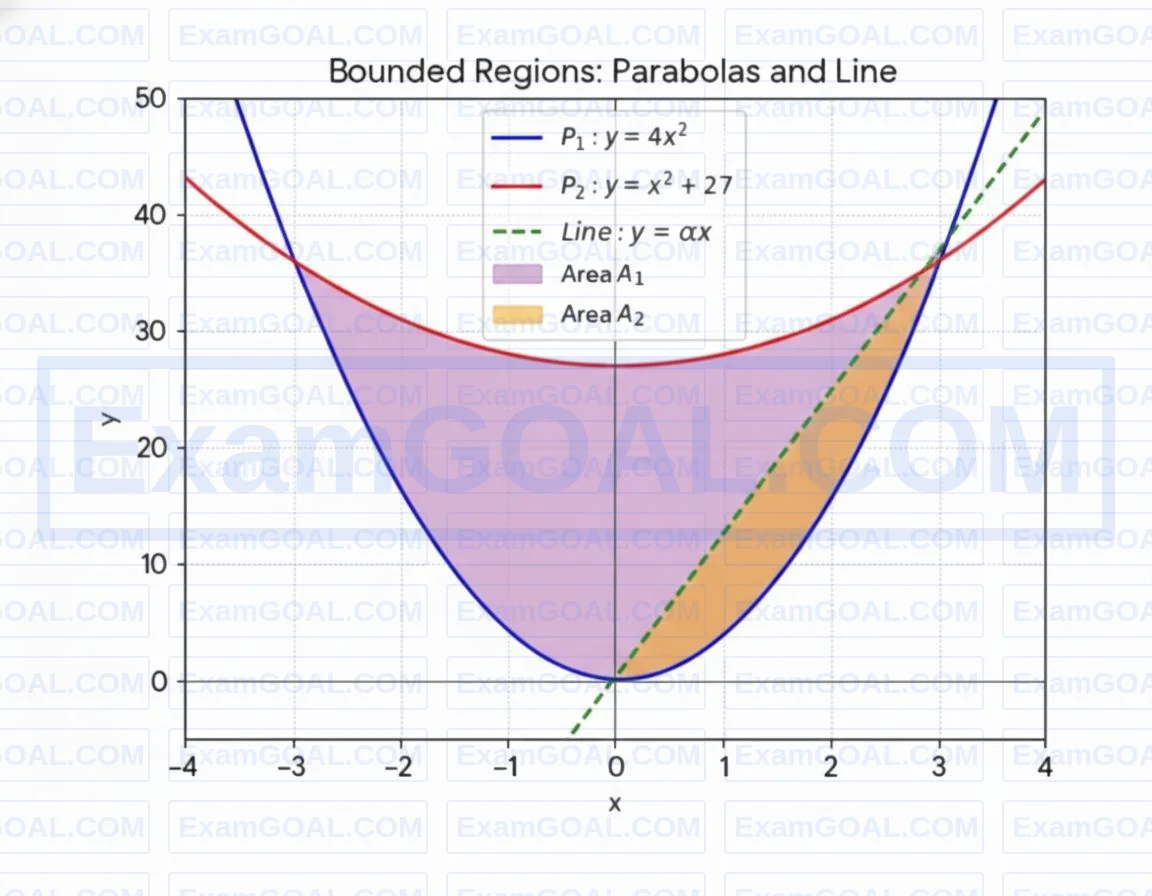 Bounded Regions: Parabolas and Line
P₁ : y = 4x²
P₂ : y = x² + 27
Line : y = αx
Area A₁
Area A₂
50
40
30
20
10
0
y
−4 −3 −2 −1 0 1 2 3 4
x
ExamGOAL.COM